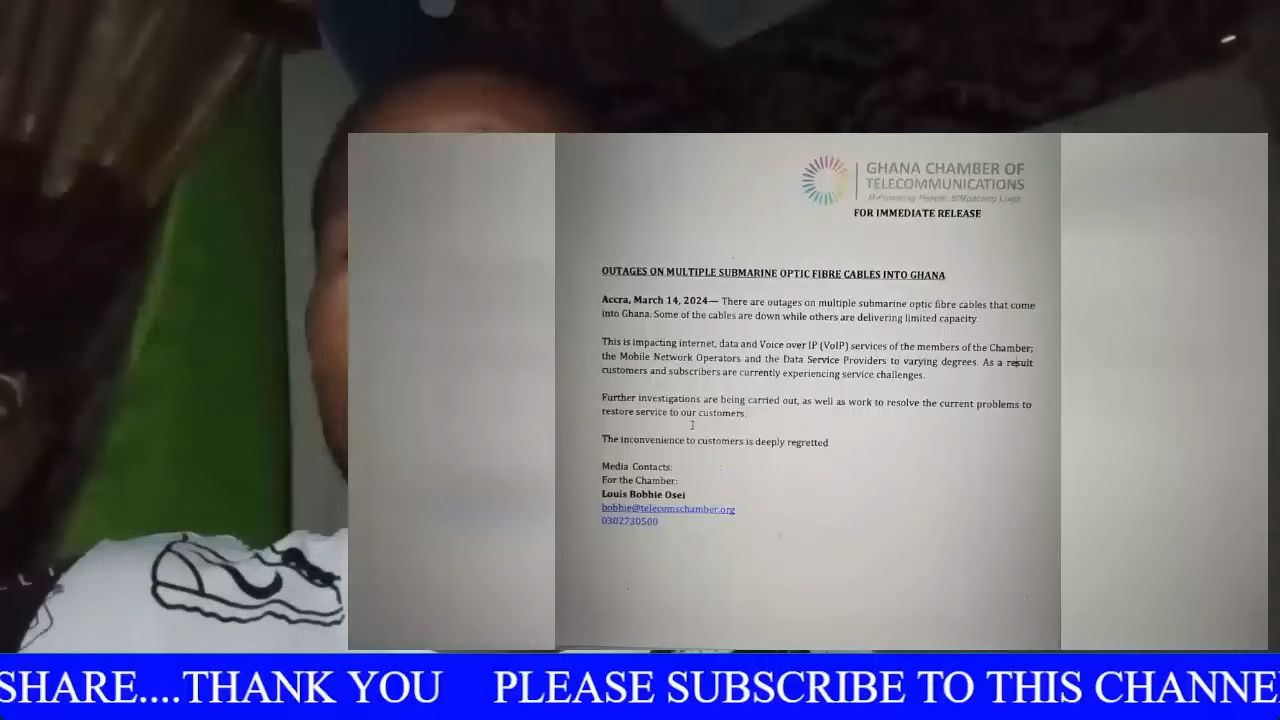 GHANA CHAMBER OF
TELECOMMUNICATIONS
M-Powering People. SIMpacting Lives
FOR IMMEDIATE RELEASE
OUTAGES ON MULTIPLE SUBMARINE OPTIC FIBRE CABLES INTO GHANA
Accra, March 14, 2024— There are outages on multiple submarine optic fibre cables that come
into Ghana. Some of the cables are down while others are delivering limited capacity.
This is impacting internet, data and Voice over IP (VoIP) services of the members of the Chamber;
the Mobile Network Operators and the Data Service Providers to varying degrees. As a result
customers and subscribers are currently experiencing service challenges.
Further investigations are being carried out, as well as work to resolve the current problems to
restore service to our customers.
The inconvenience to customers is deeply regretted
Media Contacts:
For the Chamber:
Louis Bobbie Osei
bobbie@telecomschamber.org
0302730500
SHARE....THANK YOU PLEASE SUBSCRIBE TO THIS CHANNE